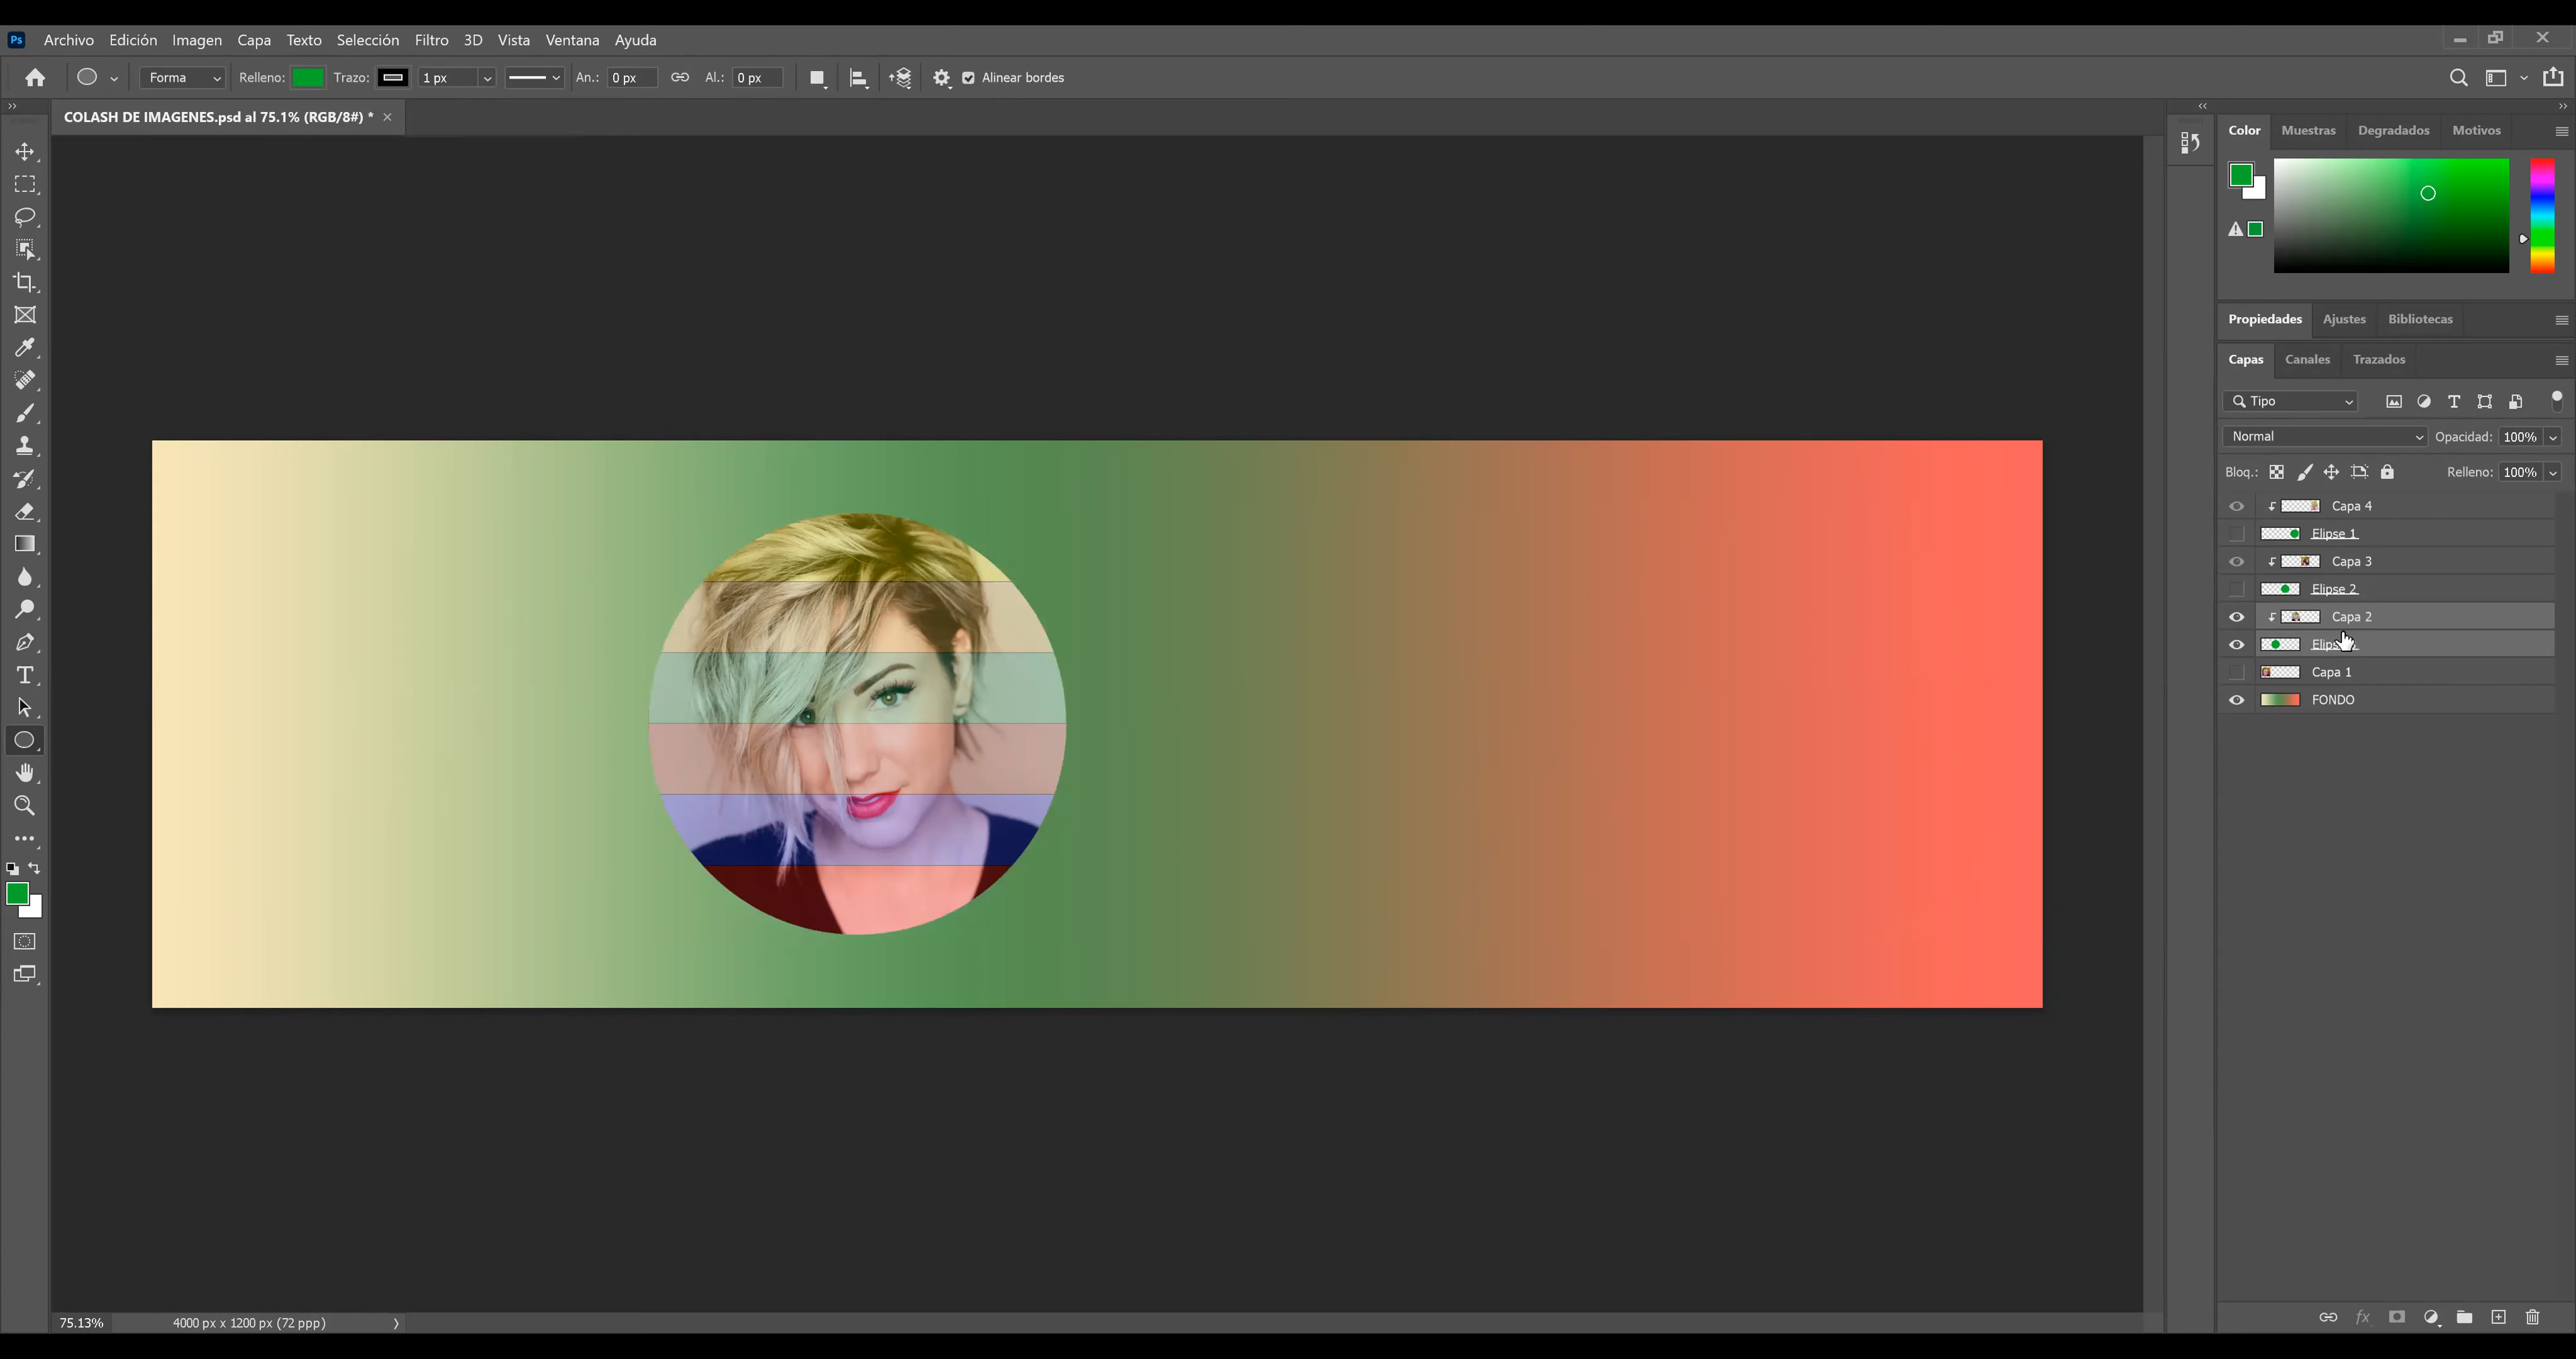 Ps Archivo Edición Imagen Capa Texto Selección Filtro 3D Vista Ventana Ayuda
Forma Relleno: Trazo: 1 px An.: 0 px Al.: 0 px Alinear bordes
COLASH DE IMAGENES.psd al 75.1% (RGB/8#) *
Color Muestras Degradados Motivos
Propiedades Ajustes Bibliotecas
Capas Canales Trazados
Tipo
Normal Opacidad: 100%
Bloq.: Relleno: 100%
Capa 4
Elipse 1
Capa 3
Elipse 2
Capa 2
Capa 1
FONDO
75.13% 4000 px x 1200 px (72 ppp)